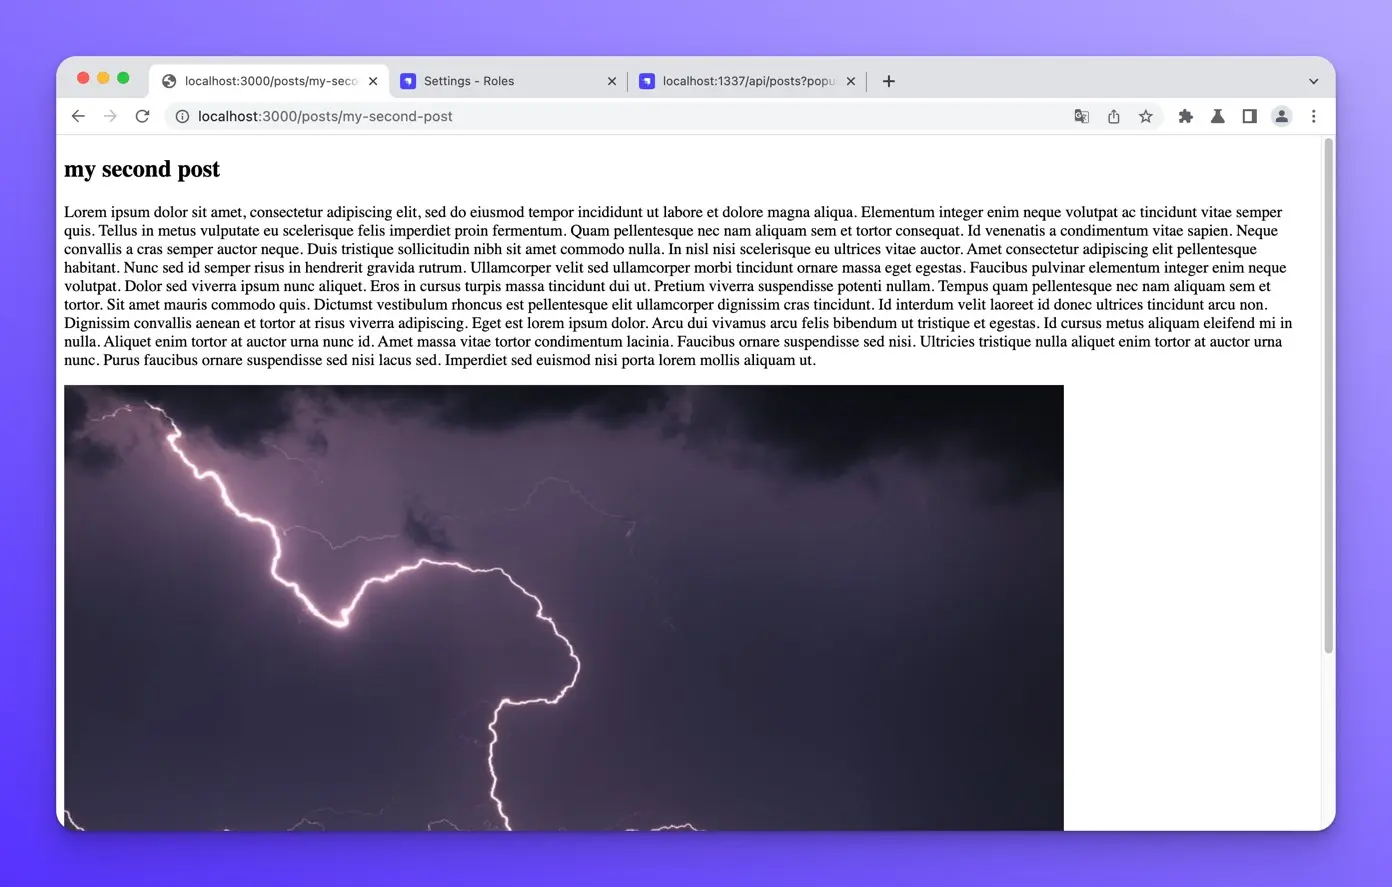 localhost:3000/posts/my-seco
Settings - Roles
localhost:1337/api/posts?popu
localhost:3000/posts/my-second-post
my second post
Lorem ipsum dolor sit amet, consectetur adipiscing elit, sed do eiusmod tempor incididunt ut labore et dolore magna aliqua. Elementum integer enim neque volutpat ac tincidunt vitae semper
quis. Tellus in metus vulputate eu scelerisque felis imperdiet proin fermentum. Quam pellentesque nec nam aliquam sem et tortor consequat. Id venenatis a condimentum vitae sapien. Neque
convallis a cras semper auctor neque. Duis tristique sollicitudin nibh sit amet commodo nulla. In nisl nisi scelerisque eu ultrices vitae auctor. Amet consectetur adipiscing elit pellentesque
habitant. Nunc sed id semper risus in hendrerit gravida rutrum. Ullamcorper velit sed ullamcorper morbi tincidunt ornare massa eget egestas. Faucibus pulvinar elementum integer enim neque
volutpat. Dolor sed viverra ipsum nunc aliquet. Eros in cursus turpis massa tincidunt dui ut. Pretium viverra suspendisse potenti nullam. Tempus quam pellentesque nec nam aliquam sem et
tortor. Sit amet mauris commodo quis. Dictumst vestibulum rhoncus est pellentesque elit ullamcorper dignissim cras tincidunt. Id interdum velit laoreet id donec ultrices tincidunt arcu non.
Dignissim convallis aenean et tortor at risus viverra adipiscing. Eget est lorem ipsum dolor. Arcu dui vivamus arcu felis bibendum ut tristique et egestas. Id cursus metus aliquam eleifend mi in
nulla. Aliquet enim tortor at auctor urna nunc id. Amet massa vitae tortor condimentum lacinia. Faucibus ornare suspendisse sed nisi. Ultricies tristique nulla aliquet enim tortor at auctor urna
nunc. Purus faucibus ornare suspendisse sed nisi lacus sed. Imperdiet sed euismod nisi porta lorem mollis aliquam ut.